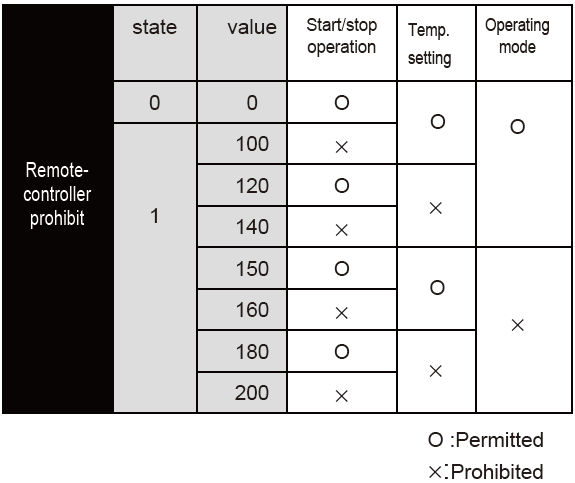 state value Start/stop operation Temp. setting Operating mode
Remote-
controller
prohibit
0 0 O O O
1 100 ×
120 O ×
140 ×
150 O O ×
160 ×
180 O ×
200 ×
O :Permitted
×:Prohibited